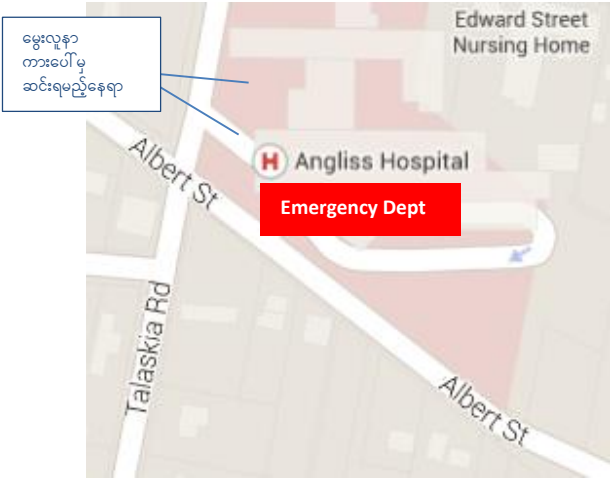 Edward Street
Nursing Home
မွေးလူနာ
ကားပေါ်မှ
ဆင်းရမည့်နေရာ
Albert St
H Angliss Hospital
Emergency Dept
Talaskia Rd
Albert St